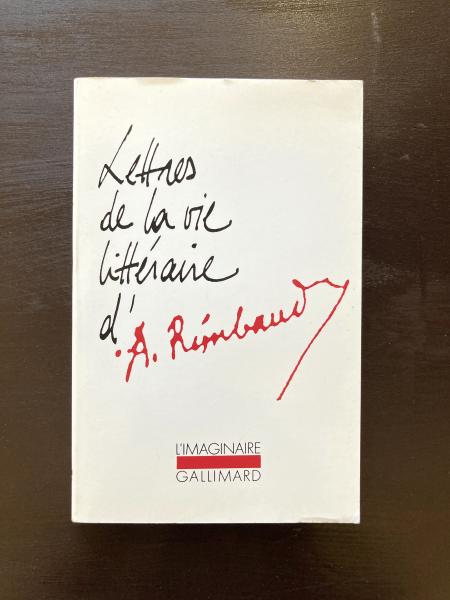 Lettres
de la vie
littéraire
d'
A. Rimbaud
L'IMAGINAIRE
GALLIMARD